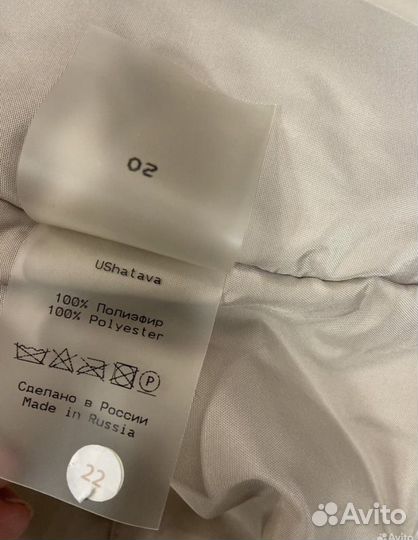 02
UShatava
100% Полиэфир
100% Polyester
P
Сделано в России
Made in Russia
22
Avito